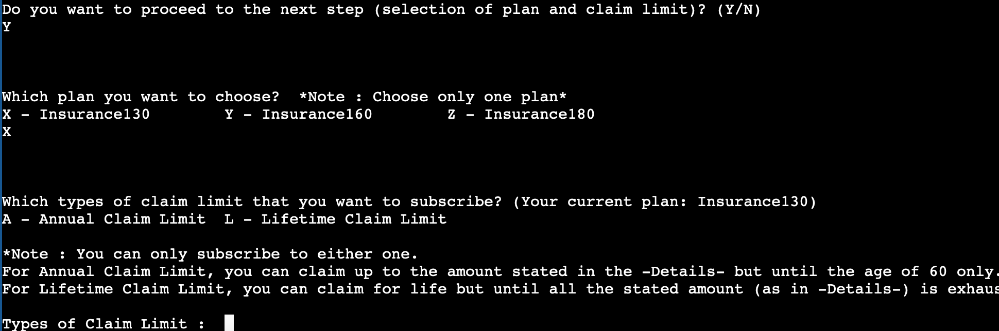 Do you want to proceed to the next step (selection of plan and claim limit)? (Y/N)
Y
Which plan you want to choose?  *Note : Choose only one plan*
X - Insurance130        Y - Insurance160        Z - Insurance180
X
Which types of claim limit that you want to subscribe? (Your current plan: Insurance130)
A - Annual Claim Limit  L - Lifetime Claim Limit
*Note : You can only subscribe to either one.
For Annual Claim Limit, you can claim up to the amount stated in the -Details- but until the age of 60 only.
For Lifetime Claim Limit, you can claim for life but until all the stated amount (as in -Details-) is exhaus
Types of Claim Limit :